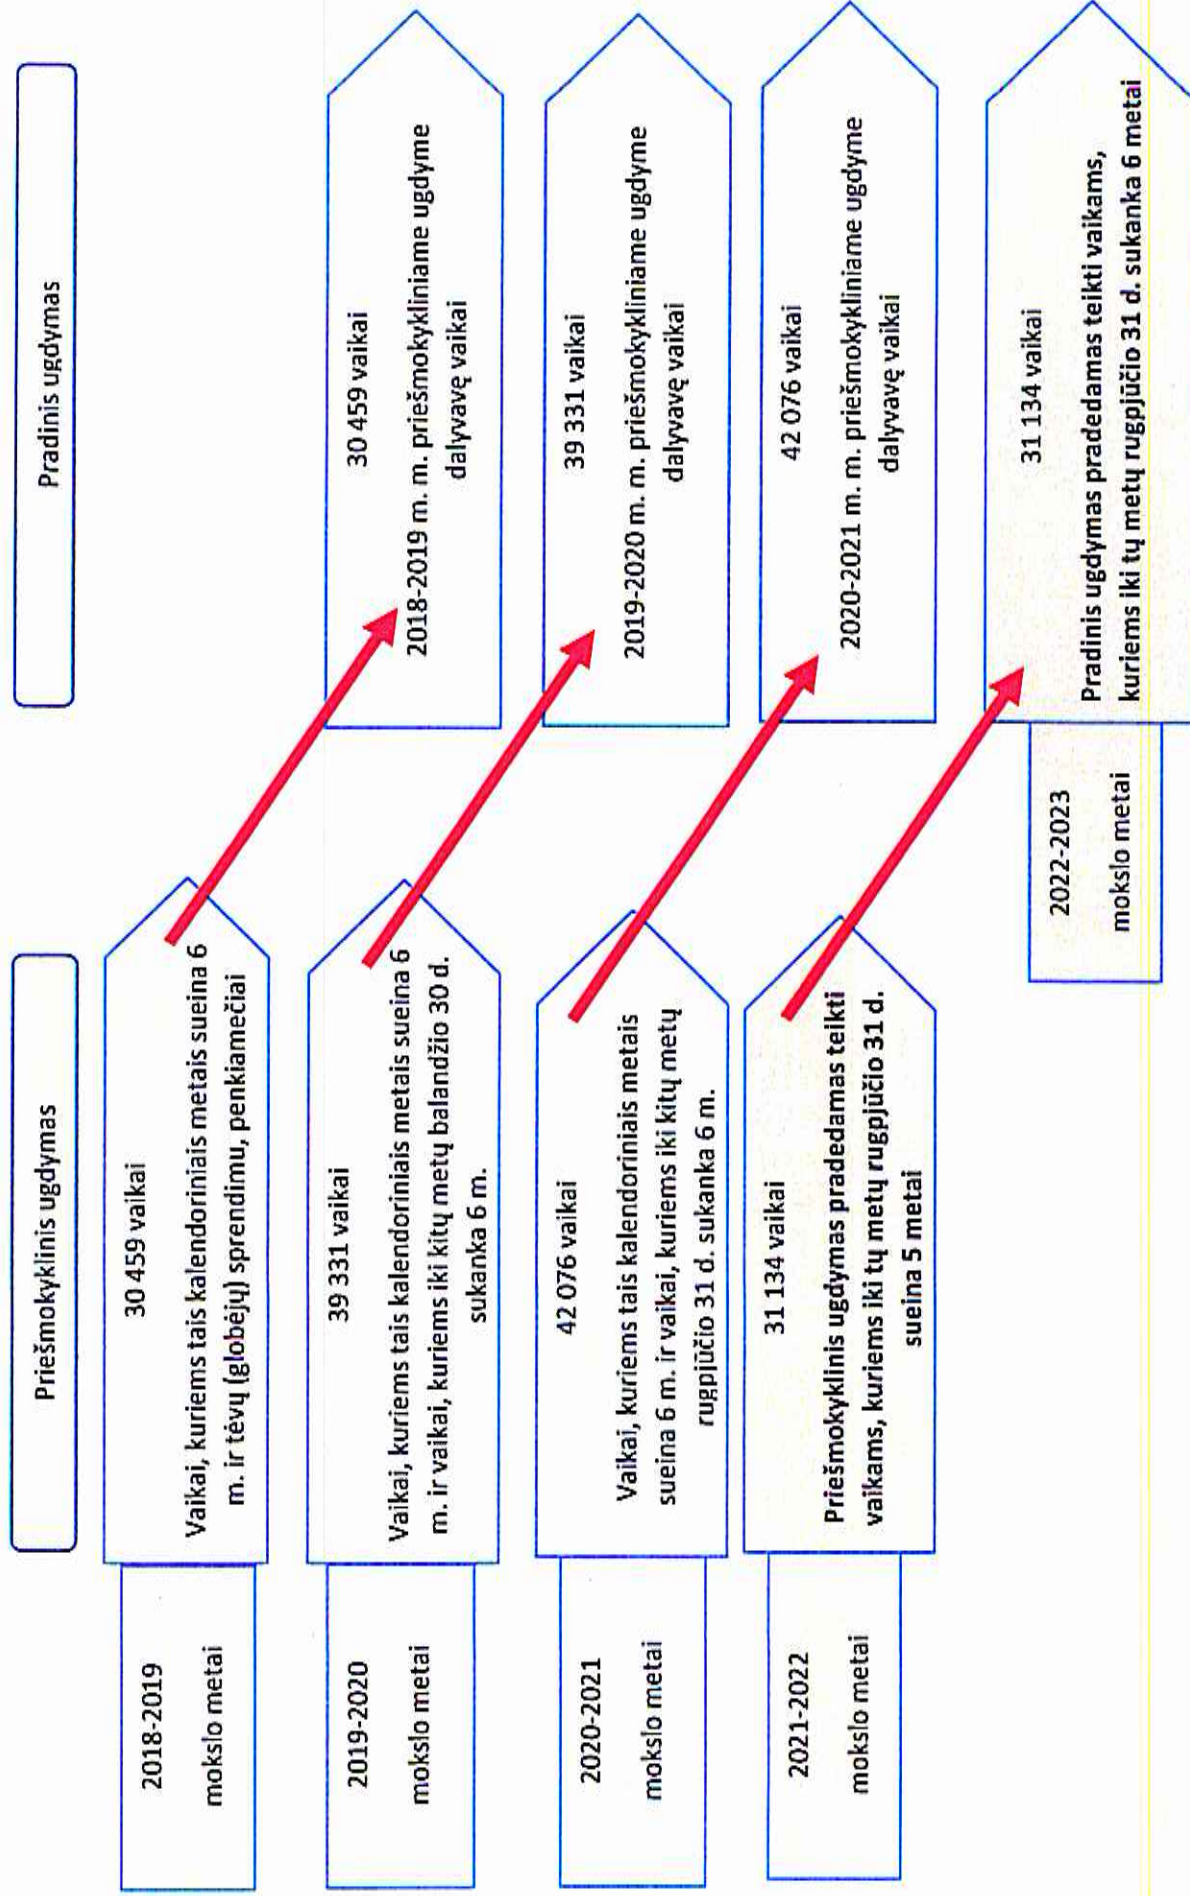 Priešmokyklinis ugdymas
Pradinis ugdymas
2018-2019
mokslo metai
30 459 vaikai
Vaikai, kuriems tais kalendoriniais metais sueina 6
m. ir tėvų (globėjų) sprendimu, penkiamečiai
2019-2020
mokslo metai
39 331 vaikai
Vaikai, kuriems tais kalendoriniais metais sueina 6
m. ir vaikai, kuriems iki kitų metų balandžio 30 d.
sukanka 6 m.
30 459 vaikai
2018-2019 m. m. priešmokykliniame ugdyme
dalyvavę vaikai
2020-2021
mokslo metai
42 076 vaikai
Vaikai, kuriems tais kalendoriniais metais
sueina 6 m. ir vaikai, kuriems iki kitų metų
rugpjūčio 31 d. sukanka 6 m.
39 331 vaikai
2019-2020 m. m. priešmokykliniame ugdyme
dalyvavę vaikai
2021-2022
mokslo metai
31 134 vaikai
Priešmokyklinis ugdymas pradedamas teikti
vaikams, kuriems iki tų metų rugpjūčio 31 d.
sueina 5 metai
42 076 vaikai
2020-2021 m. m. priešmokykliniame ugdyme
dalyvavę vaikai
2022-2023
mokslo metai
31 134 vaikai
Pradinis ugdymas pradedamas teikti vaikams,
kuriems iki tų metų rugpjūčio 31 d. sukanka 6 metai